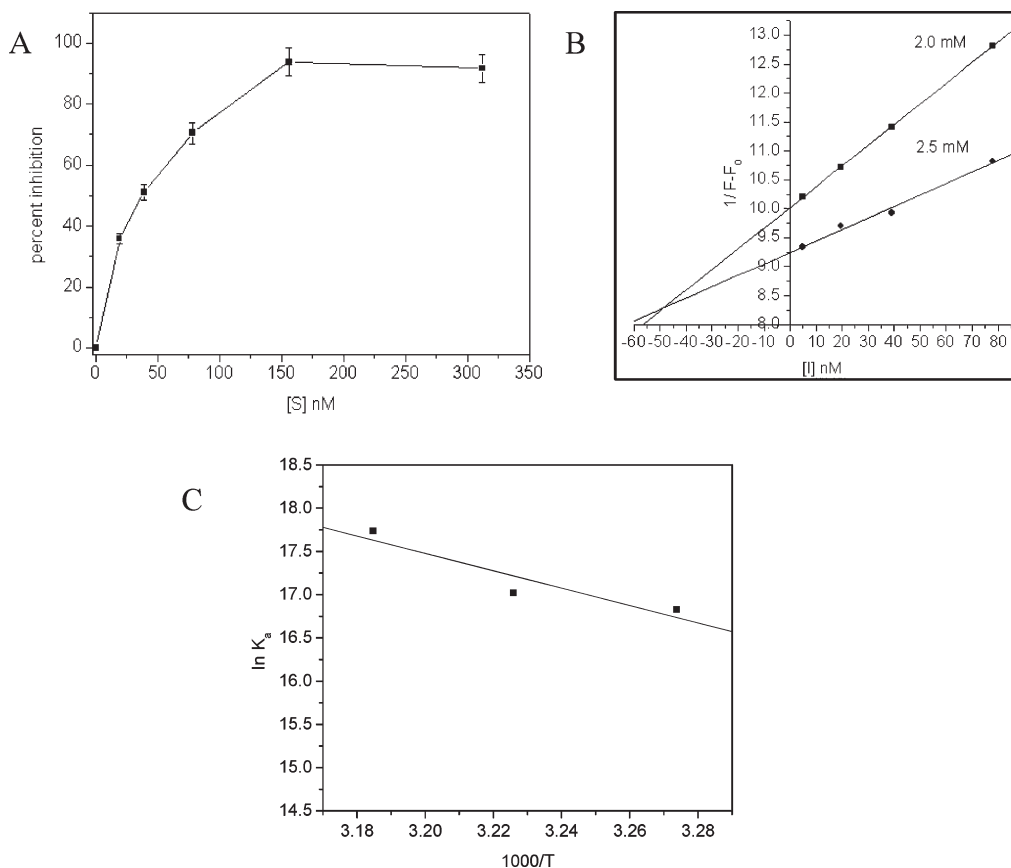 A
percent inhibition
100
80
60
40
20
0
0 50 100 150 200 250 300 350
[S] nM
B
1/ F-F0
13.0
12.5
12.0
11.5
11.0
10.5
10.0
9.5
9.0
8.5
8.0
2.0 mM
2.5 mM
-60 -50 -40 -30 -20 -10 0 10 20 30 40 50 60 70 80
[I] nM
C
ln Ka
18.5
18.0
17.5
17.0
16.5
16.0
15.5
15.0
14.5
3.18 3.20 3.22 3.24 3.26 3.28
1000/T